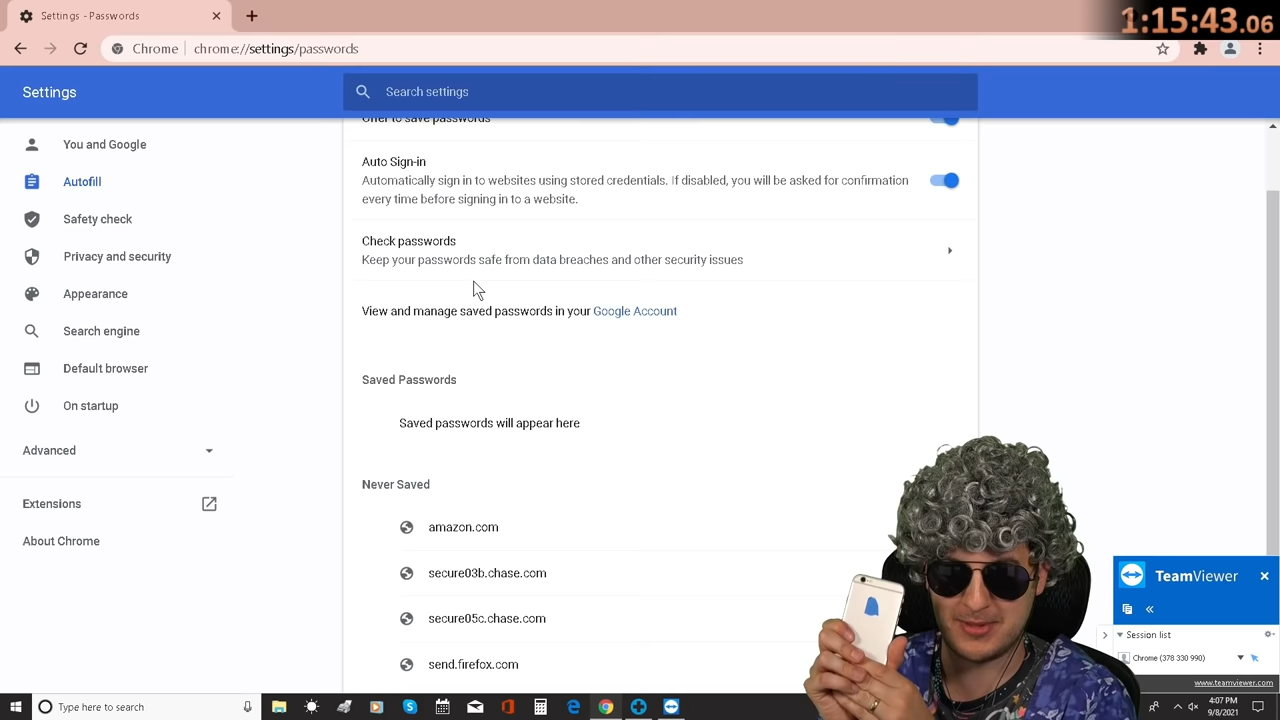 Settings - Passwords
1:15:43.06
Chrome
chrome://settings/passwords
Settings
Search settings
Offer to save passwords
You and Google
Autofill
Safety check
Privacy and security
Appearance
Search engine
Default browser
On startup
Advanced
Extensions
About Chrome
Auto Sign-in
Automatically sign in to websites using stored credentials. If disabled, you will be asked for confirmation
every time before signing in to a website.
Check passwords
Keep your passwords safe from data breaches and other security issues
View and manage saved passwords in your Google Account
Saved Passwords
Saved passwords will appear here
Never Saved
amazon.com
secure03b.chase.com
secure05c.chase.com
send.firefox.com
TeamViewer
Session list
Chrome (378 330 990)
www.teamviewer.com
Type here to search
4:07 PM
9/8/2021